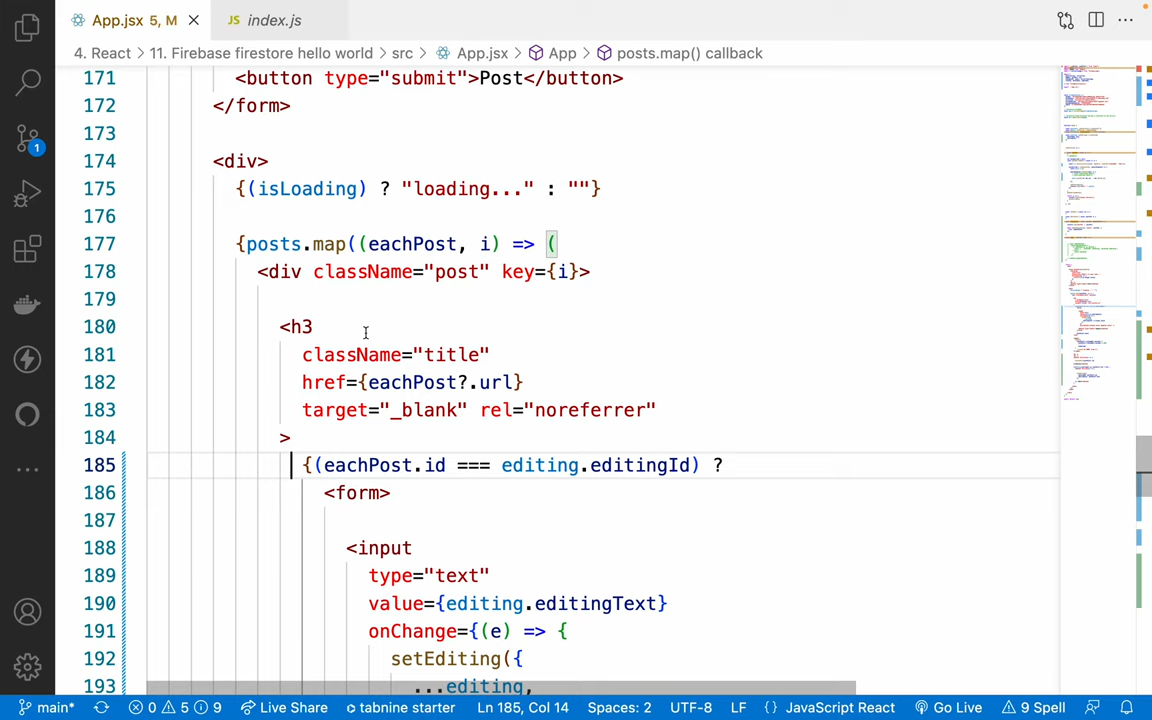 App.jsx 5, M
JS index.js
4. React > 11. Firebase firestore hello world > src > App.jsx > App > posts.map() callback
171 <button type="submit">Post</button>
172 </form>
173
174 <div>
175 {(isLoading) ? "loading..." : ""}
176
177 {posts.map((eachPost, i) => (
178 <div className="post" key={i}>
179
180 <h3
181 className="title"
182 href={eachPost?.url}
183 target="_blank" rel="noreferrer"
184 >
185 {(eachPost.id === editing.editingId) ?
186 <form>
187
188 <input
189 type="text"
190 value={editing.editingText}
191 onChange={(e) => {
192 setEditing({
193 ...editing,
1
main* 0 5 9 Live Share tabnine starter Ln 185, Col 14 Spaces: 2 UTF-8 LF {} JavaScript React Go Live 9 Spell